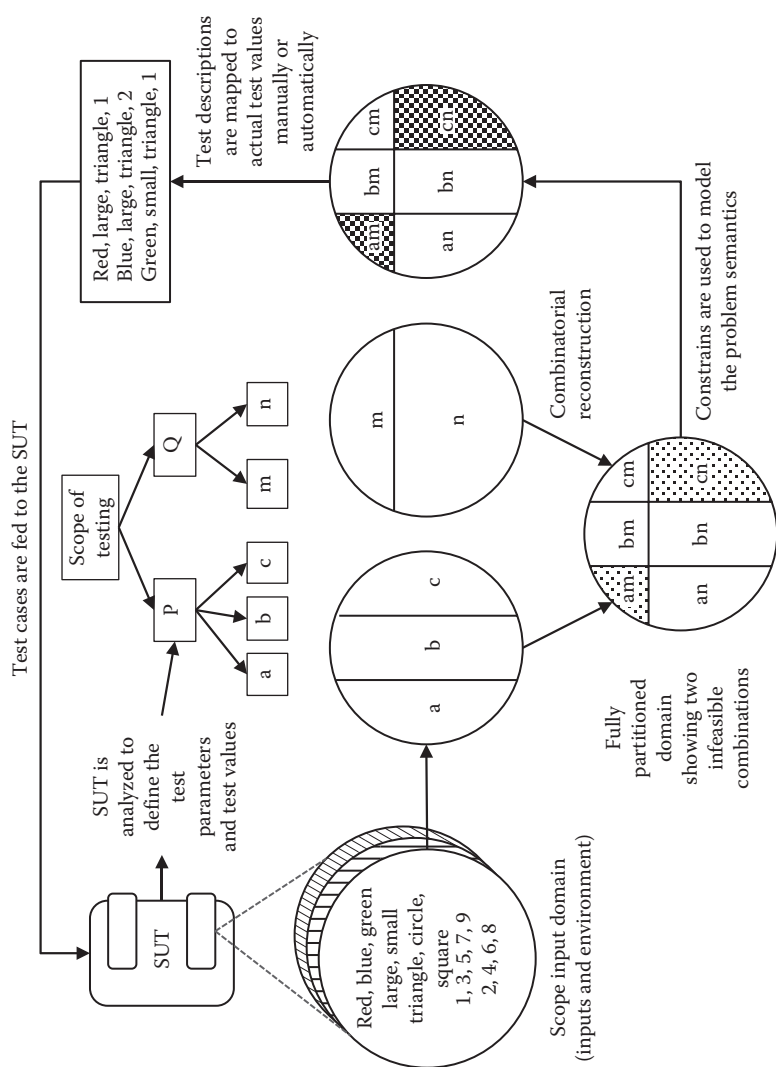 Test cases are fed to the SUT
SUT
SUT is
analyzed to
define the
test
parameters
and test values
Scope of
testing
P
Q
a
b
c
m
n
Red, large, triangle, 1
Blue, large, triangle, 2
Green, small, triangle, 1
Test descriptions
are mapped to
actual test values
manually or
automatically
Red, blue, green
large, small
triangle, circle,
square
1, 3, 5, 7, 9
2, 4, 6, 8
Scope input domain
(inputs and environment)
a
b
c
m
n
am
bm
cm
an
bn
cn
Combinatorial
reconstruction
Fully
partitioned
domain
showing two
infeasible
combinations
am
bm
cm
an
bn
cn
Constrains are used to model
the problem semantics